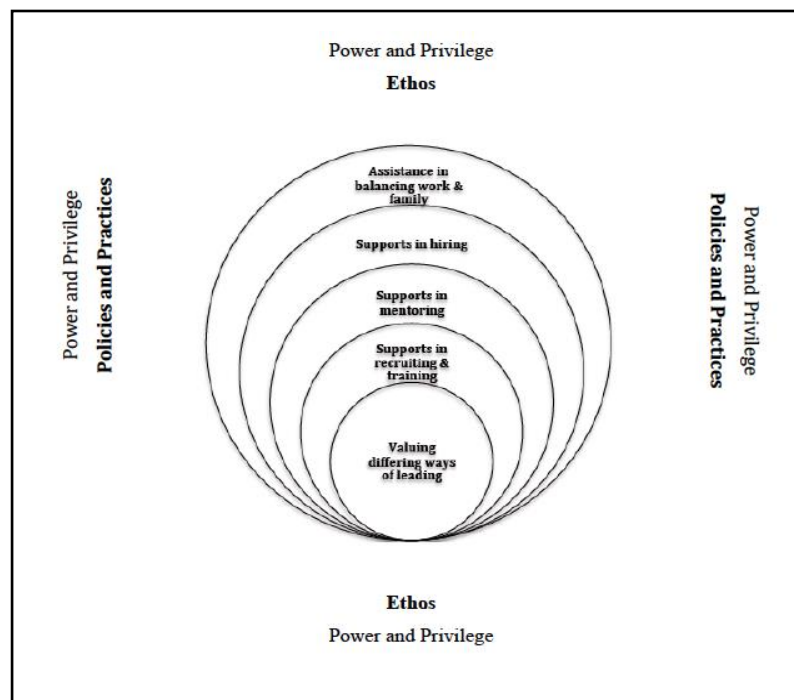 Power and Privilege
Ethos
Power and Privilege
Policies and Practices
Assistance in
balancing work &
family
Supports in hiring
Supports in
mentoring
Supports in
recruiting &
training
Valuing
differing ways
of leading
Power and Privilege
Policies and Practices
Ethos
Power and Privilege